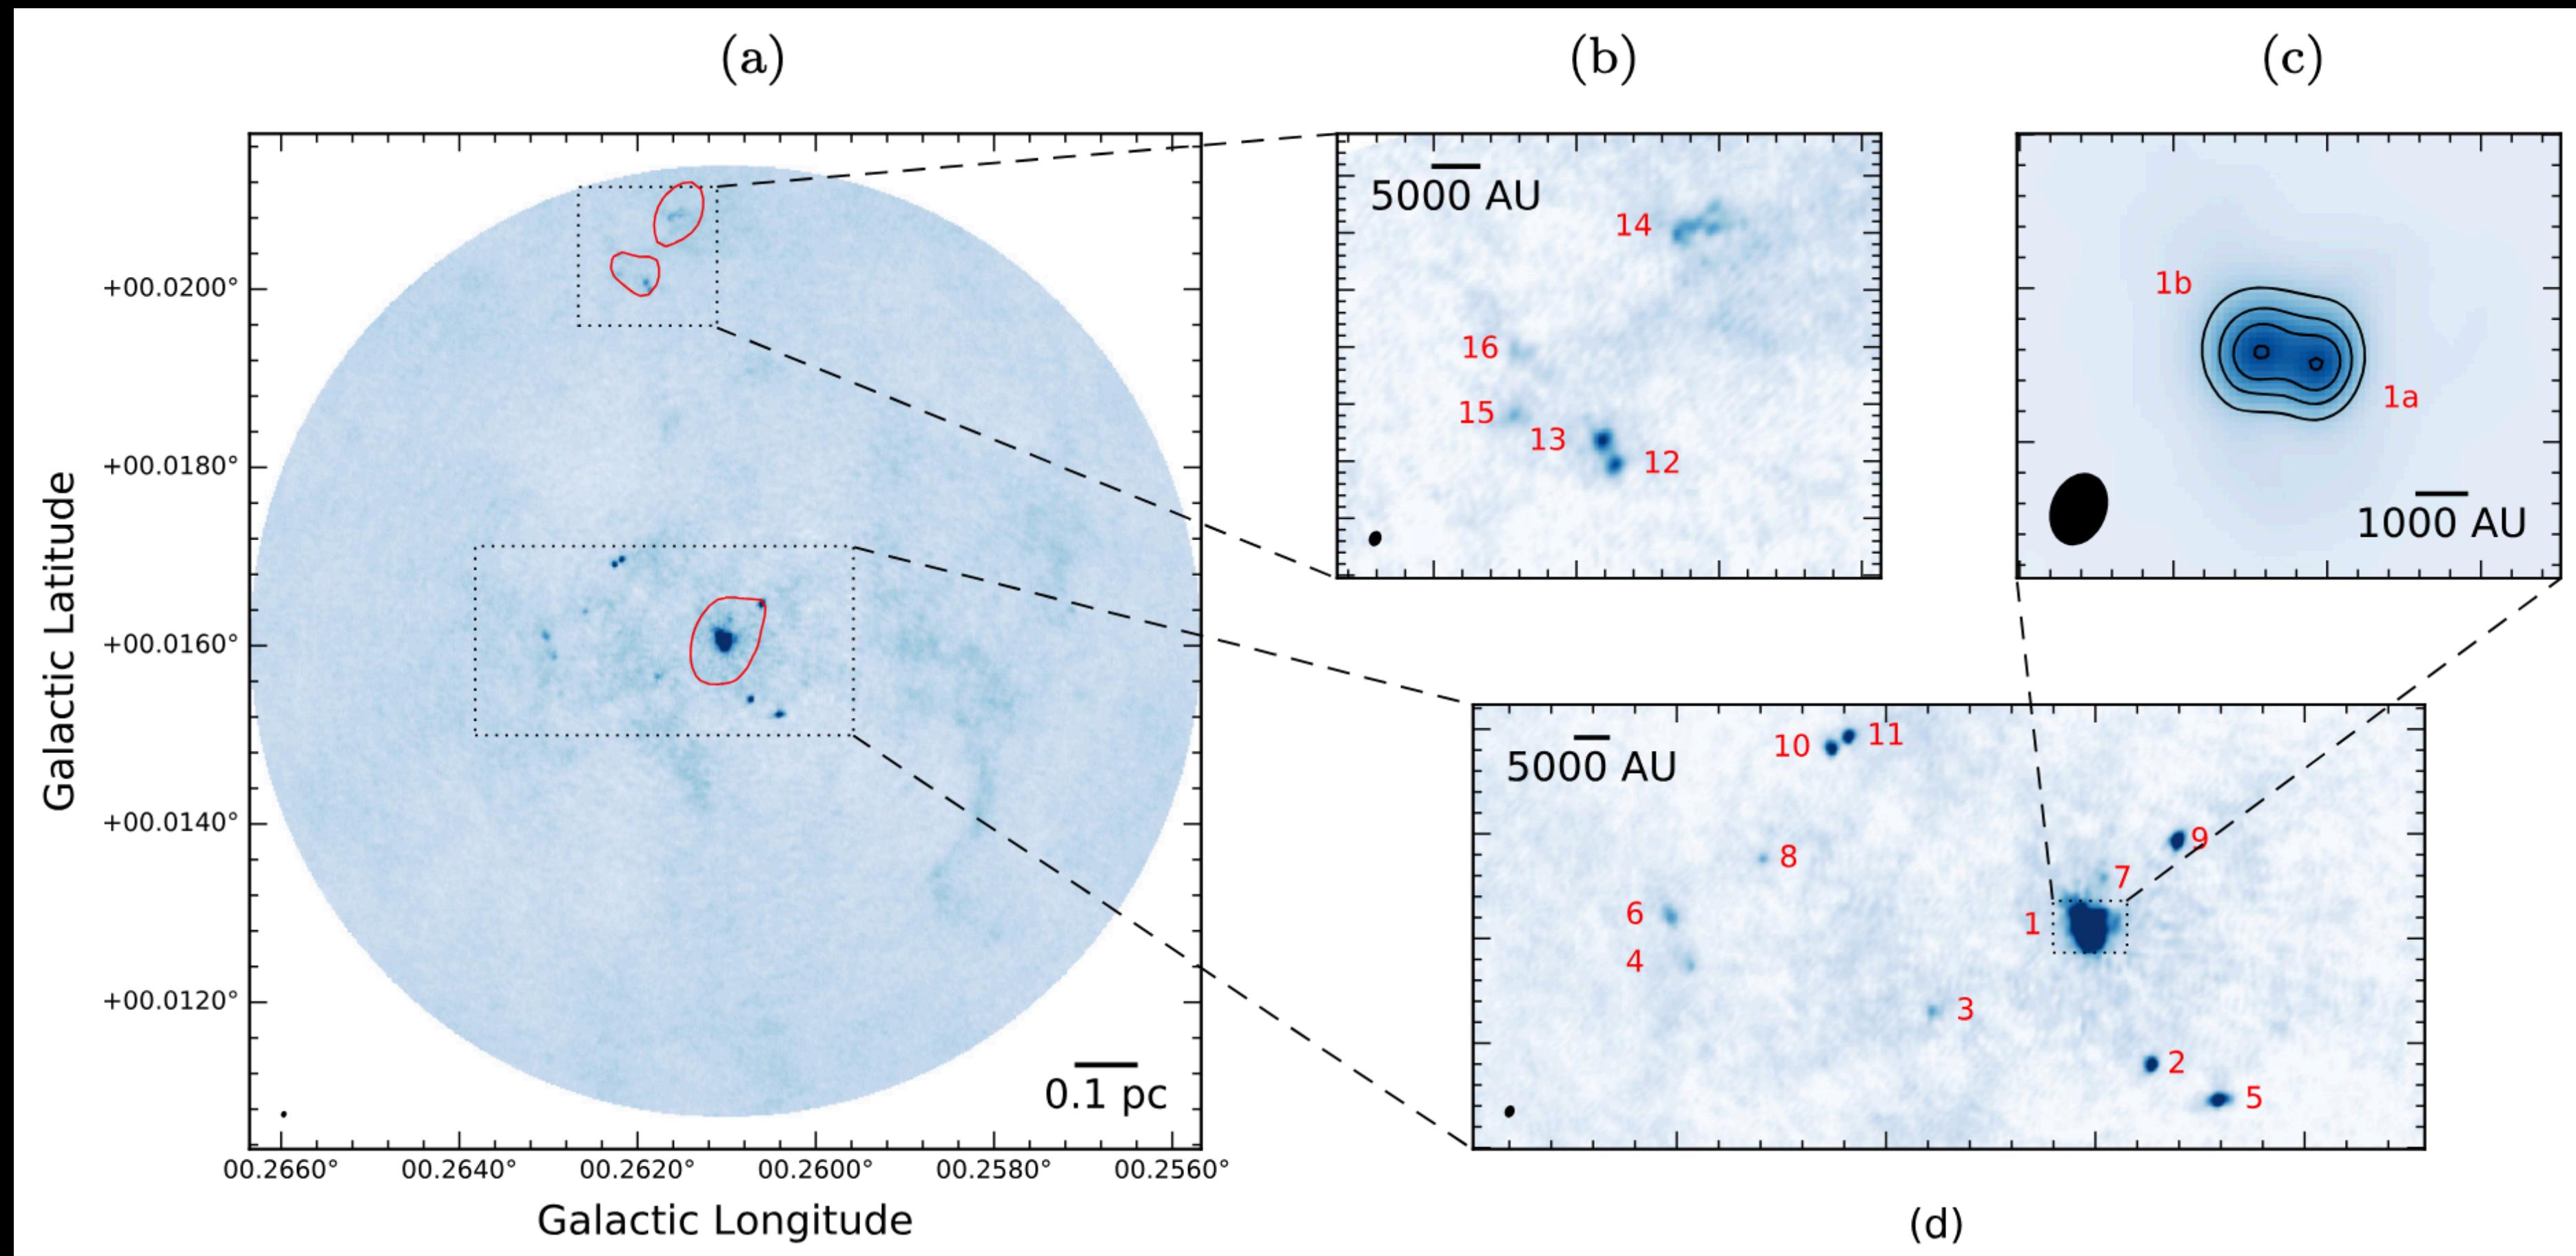 (a)
(b)
(c)
Galactic Latitude
+00.0200°
+00.0180°
+00.0160°
+00.0140°
+00.0120°
0.1 pc
00.2660°
00.2640°
00.2620°
00.2600°
00.2580°
00.2560°
Galactic Longitude
5000 AU
14
16
15
13
12
1b
1a
1000 AU
5000 AU
10
11
8
9
7
6
1
4
3
2
5
(d)